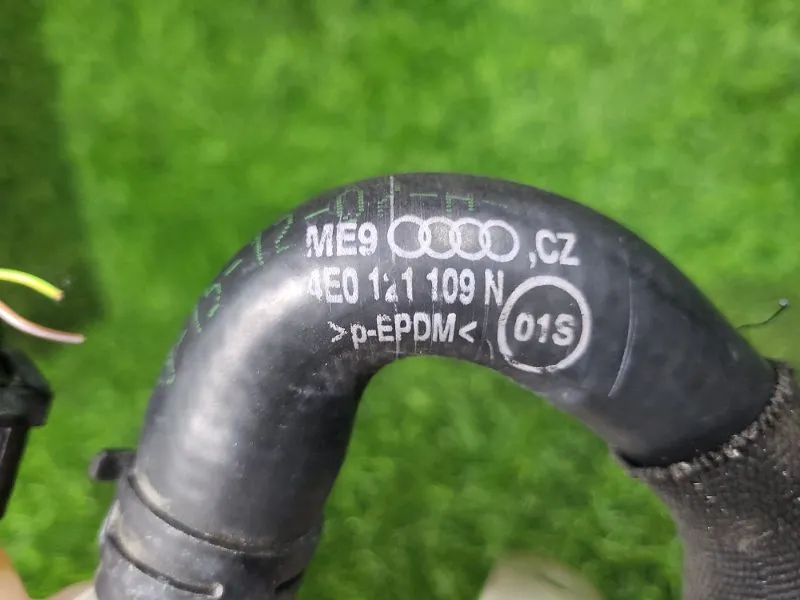 ME9 ,CZ
4E0 121 109 N
>p-EPDM<
01S